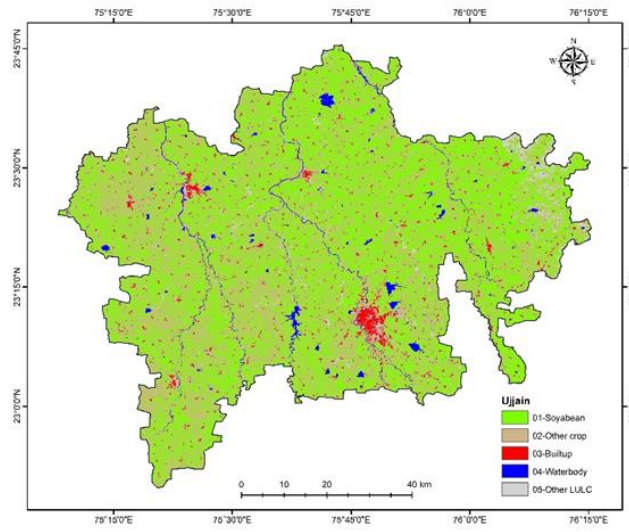 75°15'0"E 75°30'0"E 75°45'0"E 76°0'0"E 76°15'0"E
23°45'0"N
N
W E
S
23°30'0"N
23°15'0"N
23°0'0"N
Ujjain
01-Soyabean
02-Other crop
03-Builtup
04-Waterbody
05-Other LULC
0 20 40 km
75°15'0"E 75°30'0"E 75°45'0"E 76°0'0"E 76°15'0"E